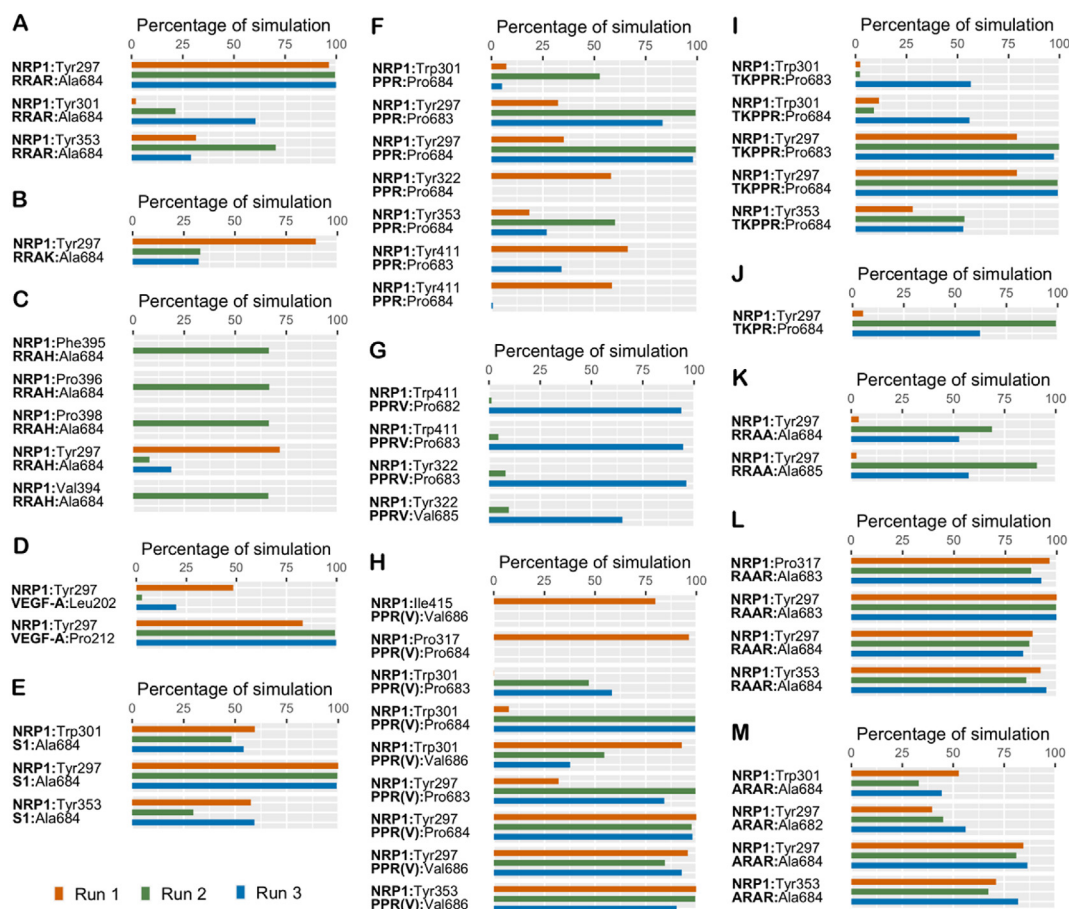 A
Percentage of simulation
0 25 50 75 100
NRP1:Tyr297
RRAR:Ala684
NRP1:Tyr301
RRAR:Ala684
NRP1:Tyr353
RRAR:Ala684
B
Percentage of simulation
0 25 50 75 100
NRP1:Tyr297
RRAK:Ala684
C
Percentage of simulation
0 25 50 75 100
NRP1:Phe395
RRAH:Ala684
NRP1:Pro396
RRAH:Ala684
NRP1:Pro398
RRAH:Ala684
NRP1:Tyr297
RRAH:Ala684
NRP1:Val394
RRAH:Ala684
D
Percentage of simulation
0 25 50 75 100
NRP1:Tyr297
VEGF-A:Leu202
NRP1:Tyr297
VEGF-A:Pro212
E
Percentage of simulation
0 25 50 75 100
NRP1:Trp301
S1:Ala684
NRP1:Tyr297
S1:Ala684
NRP1:Tyr353
S1:Ala684
Run 1 Run 2 Run 3
F
Percentage of simulation
0 25 50 75 100
NRP1:Trp301
PPR:Pro684
NRP1:Tyr297
PPR:Pro683
NRP1:Tyr297
PPR:Pro684
NRP1:Tyr322
PPR:Pro684
NRP1:Tyr353
PPR:Pro684
NRP1:Tyr411
PPR:Pro683
NRP1:Tyr411
PPR:Pro684
G
Percentage of simulation
0 25 50 75 100
NRP1:Trp411
PPRV:Pro682
NRP1:Trp411
PPRV:Pro683
NRP1:Tyr322
PPRV:Pro683
NRP1:Tyr322
PPRV:Val685
H
Percentage of simulation
0 25 50 75 100
NRP1:Ile415
PPR(V):Val686
NRP1:Pro317
PPR(V):Pro684
NRP1:Trp301
PPR(V):Pro683
NRP1:Trp301
PPR(V):Pro684
NRP1:Trp301
PPR(V):Val686
NRP1:Tyr297
PPR(V):Pro683
NRP1:Tyr297
PPR(V):Pro684
NRP1:Tyr297
PPR(V):Val686
NRP1:Tyr353
PPR(V):Val686
I
Percentage of simulation
0 25 50 75 100
NRP1:Trp301
TKPPR:Pro683
NRP1:Trp301
TKPPR:Pro684
NRP1:Tyr297
TKPPR:Pro683
NRP1:Tyr297
TKPPR:Pro684
NRP1:Tyr353
TKPPR:Pro684
J
Percentage of simulation
0 25 50 75 100
NRP1:Tyr297
TKPR:Pro684
K
Percentage of simulation
0 25 50 75 100
NRP1:Tyr297
RRAA:Ala684
NRP1:Tyr297
RRAA:Ala685
L
Percentage of simulation
0 25 50 75 100
NRP1:Pro317
RAAR:Ala683
NRP1:Tyr297
RAAR:Ala683
NRP1:Tyr297
RAAR:Ala684
NRP1:Tyr353
RAAR:Ala684
M
Percentage of simulation
0 25 50 75 100
NRP1:Trp301
ARAR:Ala684
NRP1:Tyr297
ARAR:Ala682
NRP1:Tyr297
ARAR:Ala684
NRP1:Tyr353
ARAR:Ala684